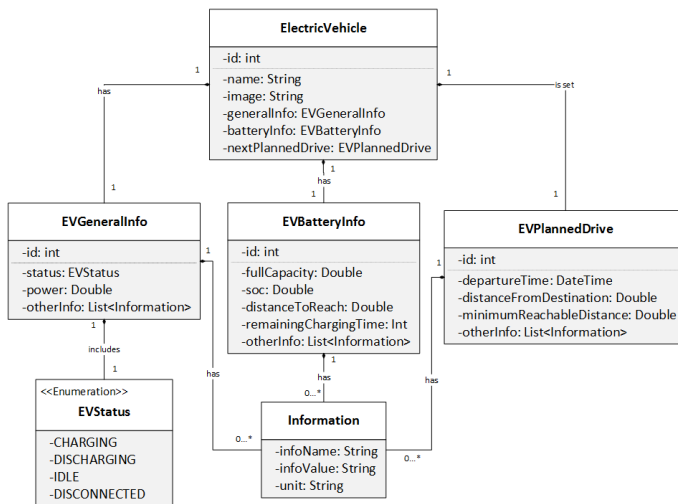 ElectricVehicle
-id: int
-name: String
-image: String
-generalInfo: EVGeneralInfo
-batteryInfo: EVBatteryInfo
-nextPlannedDrive: EVPlannedDrive
1
has
1
1
has
1
1
is set
1
EVGeneralInfo
-id: int
-status: EVStatus
-power: Double
-otherInfo: List<Information>
EVBatteryInfo
-id: int
-fullCapacity: Double
-soc: Double
-distanceToReach: Double
-remainingChargingTime: Int
-otherInfo: List<Information>
EVPlannedDrive
-id: int
-departureTime: DateTime
-distanceFromDestination: Double
-minimumReachableDistance: Double
-otherInfo: List<Information>
1
includes
1
1
has
0...*
1
has
0...*
1
has
0...*
<<Enumeration>>
EVStatus
-CHARGING
-DISCHARGING
-IDLE
-DISCONNECTED
Information
-infoName: String
-infoValue: String
-unit: String